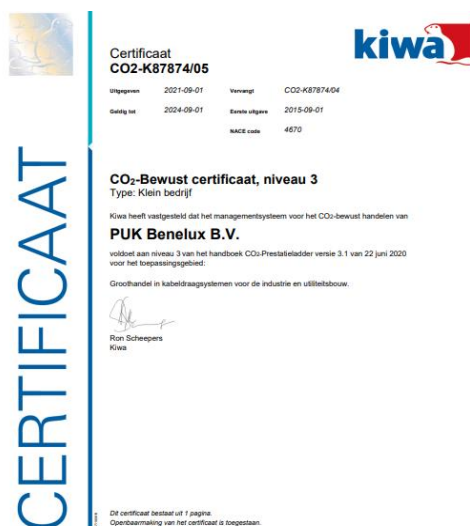 kiwa
Certificaat
CO2-K87874/05
Uitgegeven 2021-09-01 Vervangt CO2-K87874/04
Geldig tot 2024-09-01 Eerste uitgave 2015-09-01
NACE code 4670
CERTIFICAAT
CO₂-Bewust certificaat, niveau 3
Type: Klein bedrijf
Kiwa heeft vastgesteld dat het managementsysteem voor het CO₂-bewust handelen van
PUK Benelux B.V.
voldoet aan niveau 3 van het handboek CO₂-Prestatieladder versie 3.1 van 22 juni 2020
voor het toepassingsgebied:
Groothandel in kabeldraagsystemen voor de industrie en utiliteitsbouw.
Ron Scheepers
Kiwa
Dit certificaat bestaat uit 1 pagina.
Openbaarmaking van het certificaat is toegestaan.